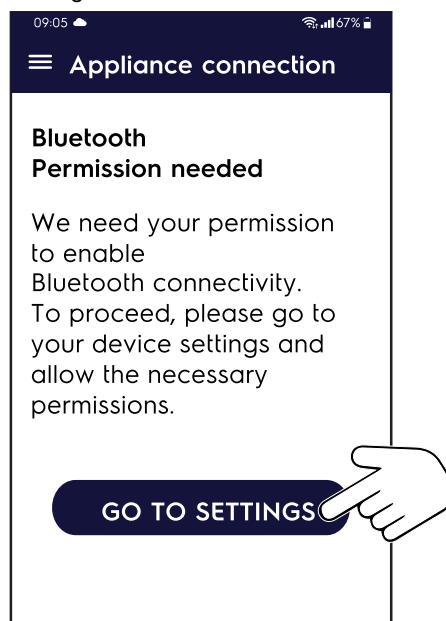 09:05 67%
Appliance connection
Bluetooth
Permission needed
We need your permission
to enable
Bluetooth connectivity.
To proceed, please go to
your device settings and
allow the necessary
permissions.
GO TO SETTINGS